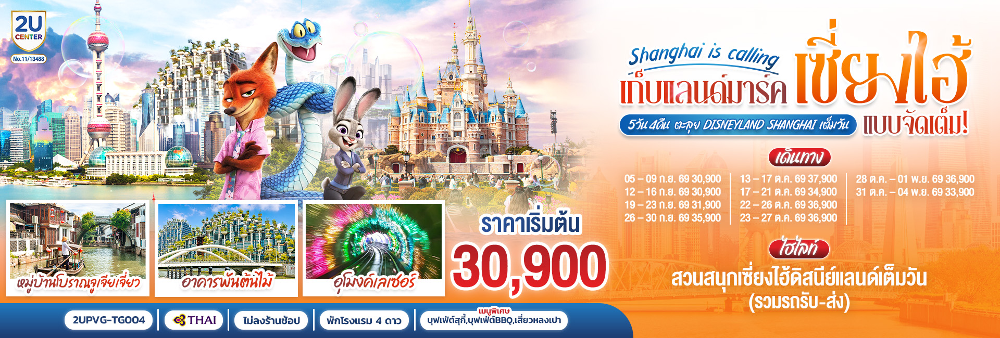 2U
CENTER
No.11/13488
Shanghai is calling
เก็บแลนด์มาร์ค เซี่ยงไฮ้
5วัน 4คืน ตะลุย DISNEYLAND SHANGHAI เต็มวัน แบบจัดเต็ม!
เดินทาง
05 – 09 ก.ย. 69 30,900
12 – 16 ก.ย. 69 30,900
19 – 23 ก.ย. 69 31,900
26 – 30 ก.ย. 69 35,900
13 – 17 ต.ค. 69 37,900
17 – 21 ต.ค. 69 34,900
22 – 26 ต.ค. 69 36,900
23 – 27 ต.ค. 69 36,900
28 ต.ค. – 01 พ.ย. 69 36,900
31 ต.ค. – 04 พ.ย. 69 33,900
ไฮไลท์
สวนสนุกเซี่ยงไฮ้ดิสนีย์แลนด์เต็มวัน
(รวมรถรับ-ส่ง)
หมู่บ้านโบราณจูเจียเจี่ยว
อาคารพันต้นไม้
อุโมงค์เลเซอร์
ราคาเริ่มต้น
30,900
2UPVG-TG004
THAI
ไม่ลงร้านช้อป
พักโรงแรม 4 ดาว
เมนูพิเศษ
บุฟเฟ่ต์สุกี้,บุฟเฟ่ต์BBQ,เสี่ยวหลงเปา